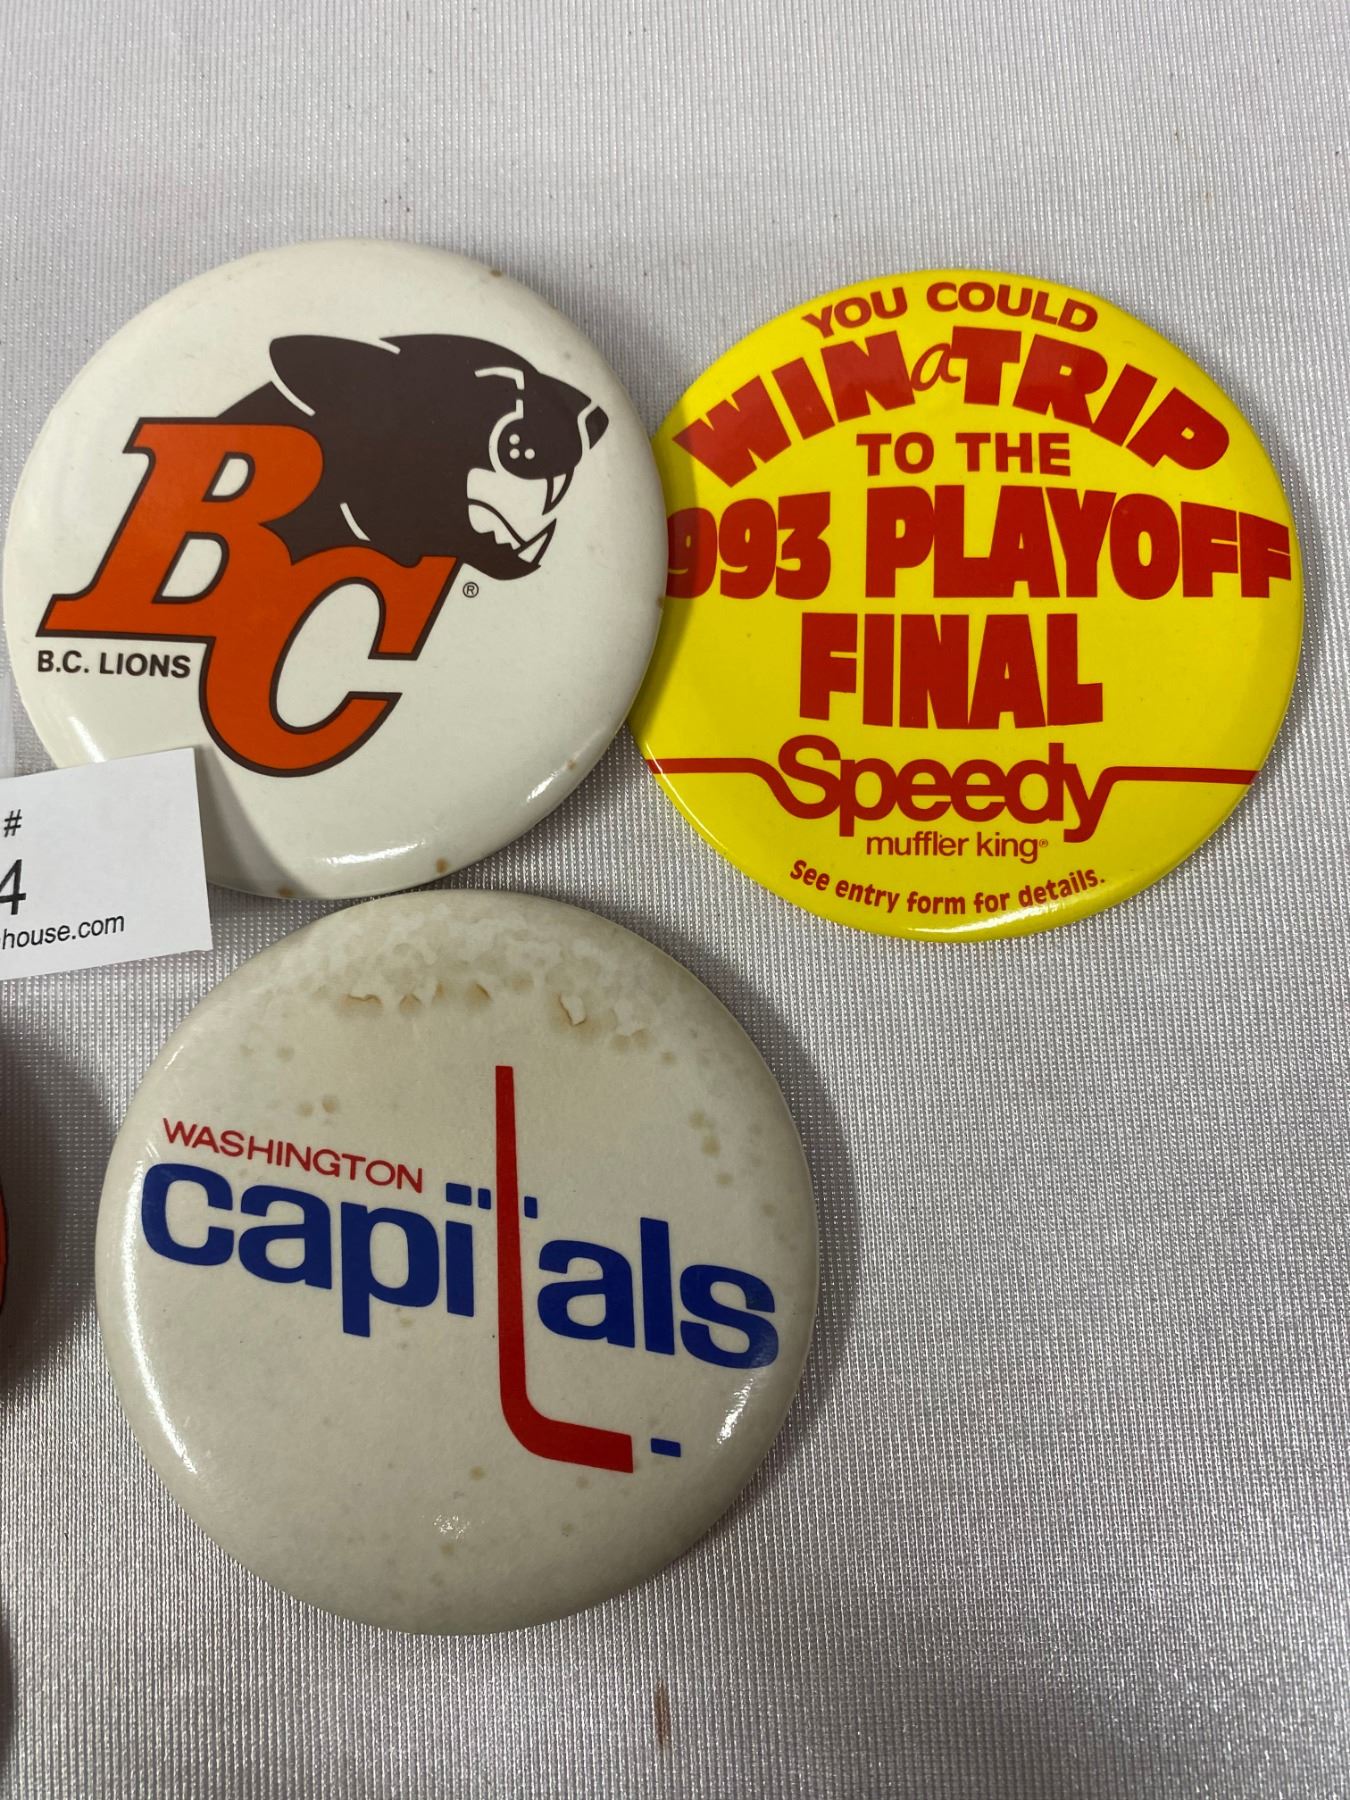 BC
®
B.C. LIONS
YOU COULD
WIN a TRIP
TO THE
993 PLAYOFF
FINAL
Speedy
muffler king®
See entry form for details.
#
4
house.com
WASHINGTON
capitals